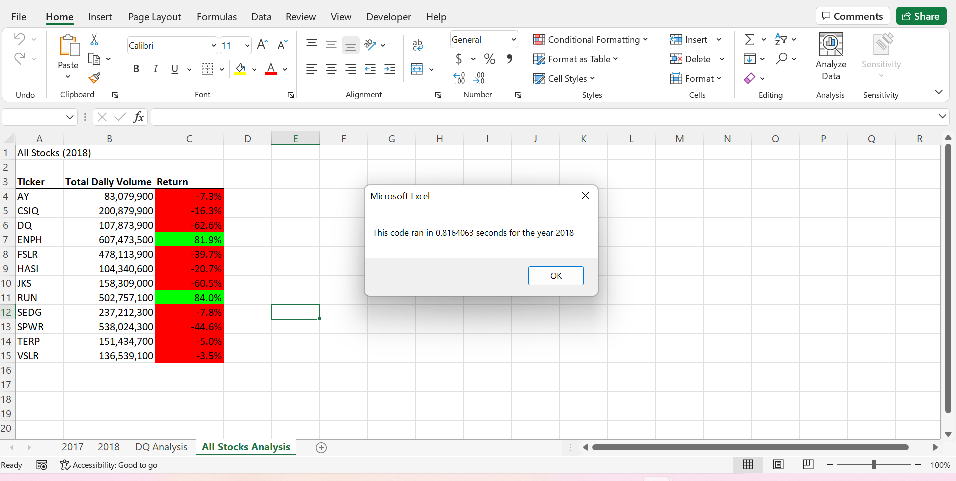 File Home Insert Page Layout Formulas Data Review View Developer Help Comments Share
Calibri 11 A A ab General Conditional Formatting Insert Σ
Paste B I U A $ % Format as Table Delete Analyze Sensitivity
Cell Styles Format Data
Undo Clipboard Font Alignment Number Styles Cells Editing Analysis Sensitivity
fx
A B C D E F G H I J K L M N O P Q R
1 All Stocks (2018)
2
3 Ticker Total Daily Volume Return
4 AY 83,079,900 -7.3%
5 CSIQ 200,879,900 -16.3%
6 DQ 107,873,900 -62.6%
7 ENPH 607,473,500 81.9%
8 FSLR 478,113,900 -39.7%
9 HASI 104,340,600 -20.7%
10 JKS 158,309,000 -60.5%
11 RUN 502,757,100 84.0%
12 SEDG 237,212,300 -7.8%
13 SPWR 538,024,300 -44.6%
14 TERP 151,434,700 -5.0%
15 VSLR 136,539,100 -3.5%
16
17
18
19
20
Microsoft Excel
This code ran in 0.8164063 seconds for the year 2018
OK
2017 2018 DQ Analysis All Stocks Analysis
Ready Accessibility: Good to go 100%